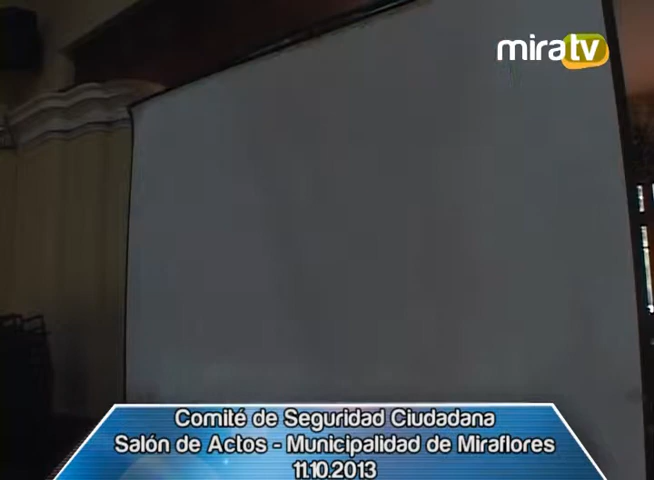 miratv
Comité de Seguridad Ciudadana
Salón de Actos - Municipalidad de Miraflores
11.10.2013